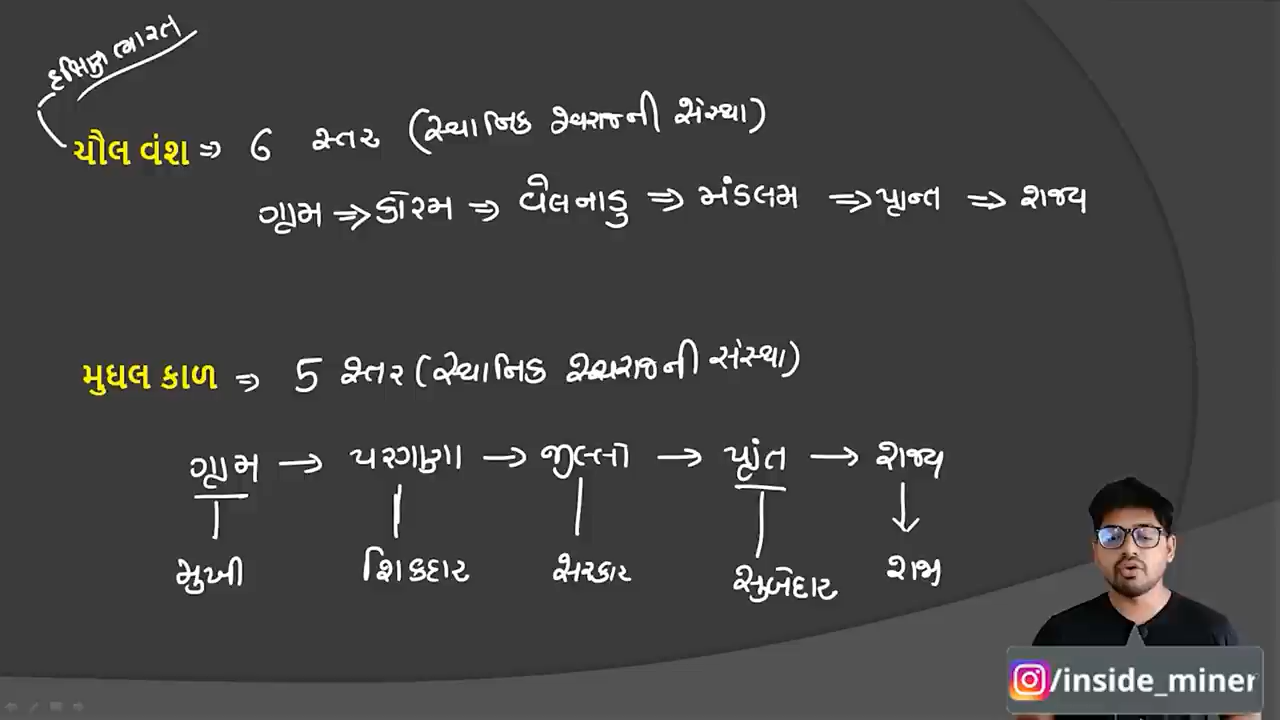 દક્ષિણ ભારત
ચૌલ વંશ => 6 સ્તર (સ્થાનિક સ્વરાજની સંસ્થા)
ગ્રામ => કોરમ => વેલનાડુ => મંડલમ => પ્રાન્ત => રાજ્ય
મુઘલ કાળ => 5 સ્તર (સ્થાનિક સ્વરાજની સંસ્થા)
ગ્રામ → પરગણા → જીલ્લો → પ્રાંત → રાજ્ય
મુખી શિકદાર સરકાર સુબેદાર રાજા
/inside_miner